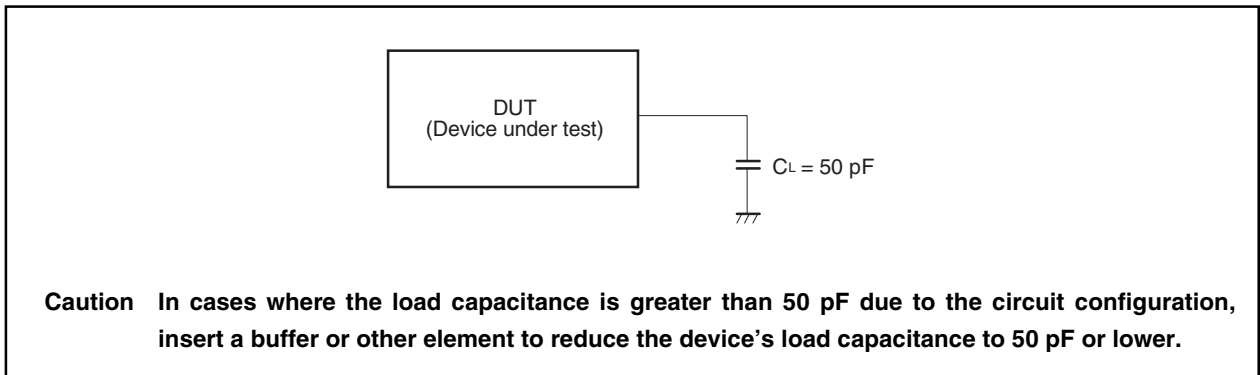 DUT
(Device under test)
CL = 50 pF
Caution In cases where the load capacitance is greater than 50 pF due to the circuit configuration,
insert a buffer or other element to reduce the device's load capacitance to 50 pF or lower.